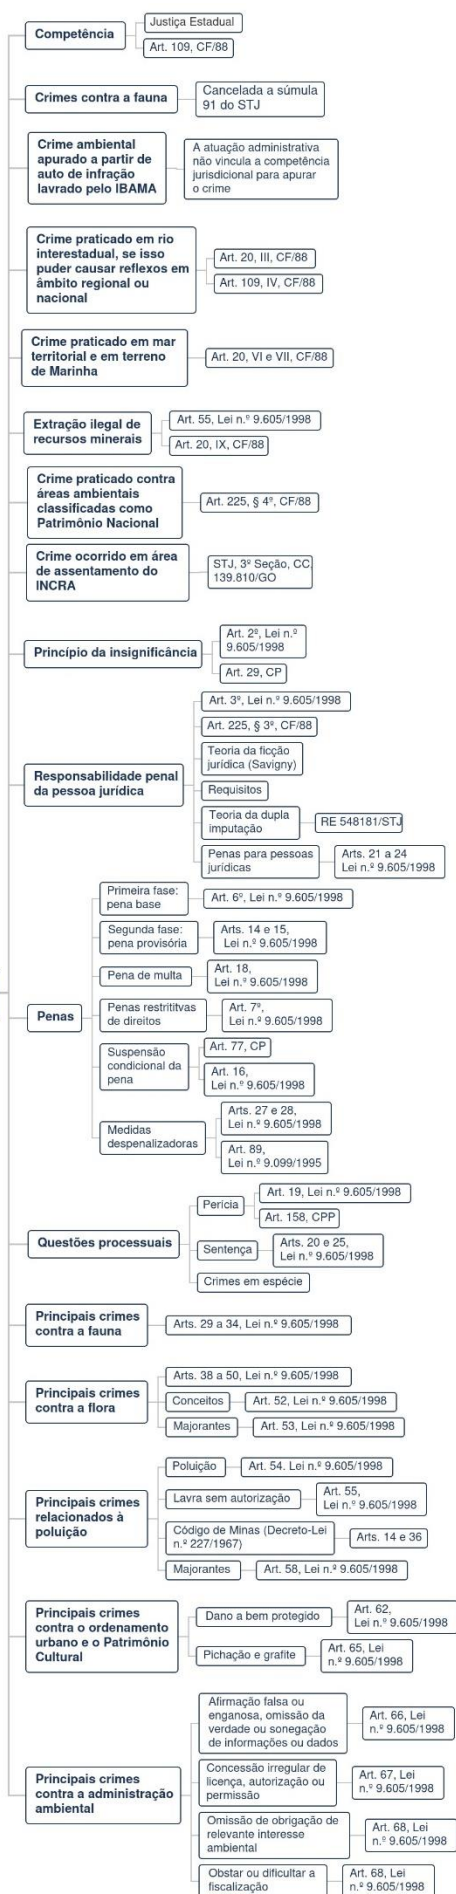 Competência
Justiça Estadual
Art. 109, CF/88
Crimes contra a fauna
Cancelada a súmula
91 do STJ
Crime ambiental
apurado a partir de
auto de infração
lavrado pelo IBAMA
A atuação administrativa
não vincula a competência
jurisdicional para apurar
o crime
Crime praticado em rio
interestadual, se isso
puder causar reflexos em
âmbito regional ou
nacional
Art. 20, III, CF/88
Art. 109, IV, CF/88
Crime praticado em mar
territorial e em terreno
de Marinha
Art. 20, VI e VII, CF/88
Extração ilegal de
recursos minerais
Art. 55, Lei n.º 9.605/1998
Art. 20, IX, CF/88
Crime praticado contra
áreas ambientais
classificadas como
Patrimônio Nacional
Art. 225, § 4º, CF/88
Crime ocorrido em área
de assentamento do
INCRA
STJ, 3º Seção, CC
139.810/GO
Princípio da insignificância
Art. 2º, Lei n.º
9.605/1998
Art. 29, CP
Responsabilidade penal
da pessoa jurídica
Art. 3º, Lei n.º 9.605/1998
Art. 225, § 3º, CF/88
Teoria da ficção
jurídica (Savigny)
Requisitos
Teoria da dupla
imputação
RE 548181/STJ
Penas para pessoas
jurídicas
Arts. 21 a 24
Lei n.º 9.605/1998
Penas
Primeira fase:
pena base
Art. 6º, Lei n.º 9.605/1998
Segunda fase:
pena provisória
Arts. 14 e 15,
Lei n.º 9.605/1998
Pena de multa
Art. 18,
Lei n.º 9.605/1998
Penas restrititvas
de direitos
Art. 7º,
Lei n.º 9.605/1998
Suspensão
condicional da
pena
Art. 77, CP
Art. 16,
Lei n.º 9.605/1998
Medidas
despenalizadoras
Arts. 27 e 28,
Lei n.º 9.605/1998
Art. 89,
Lei n.º 9.099/1995
Questões processuais
Perícia
Art. 19, Lei n.º 9.605/1998
Art. 158, CPP
Sentença
Arts. 20 e 25,
Lei n.º 9.605/1998
Crimes em espécie
Principais crimes
contra a fauna
Arts. 29 a 34, Lei n.º 9.605/1998
Principais crimes
contra a flora
Arts. 38 a 50, Lei n.º 9.605/1998
Conceitos
Art. 52, Lei n.º 9.605/1998
Majorantes
Art. 53, Lei n.º 9.605/1998
Principais crimes
relacionados à
poluição
Poluição
Art. 54. Lei n.º 9.605/1998
Lavra sem autorização
Art. 55,
Lei n.º 9.605/1998
Código de Minas (Decreto-Lei
n.º 227/1967)
Arts. 14 e 36
Majorantes
Art. 58, Lei n.º 9.605/1998
Principais crimes
contra o ordenamento
urbano e o Patrimônio
Cultural
Dano a bem protegido
Art. 62,
Lei n.º 9.605/1998
Pichação e grafite
Art. 65, Lei
n.º 9.605/1998
Principais crimes
contra a administração
ambiental
Afirmação falsa ou
enganosa, omissão da
verdade ou sonegação
de informações ou dados
Art. 66, Lei
n.º 9.605/1998
Concessão irregular de
licença, autorização ou
permissão
Art. 67, Lei
n.º 9.605/1998
Omissão de obrigação de
relevante interesse
ambiental
Art. 68, Lei
n.º 9.605/1998
Obstar ou dificultar a
fiscalização
Art. 68, Lei
n.º 9.605/1998